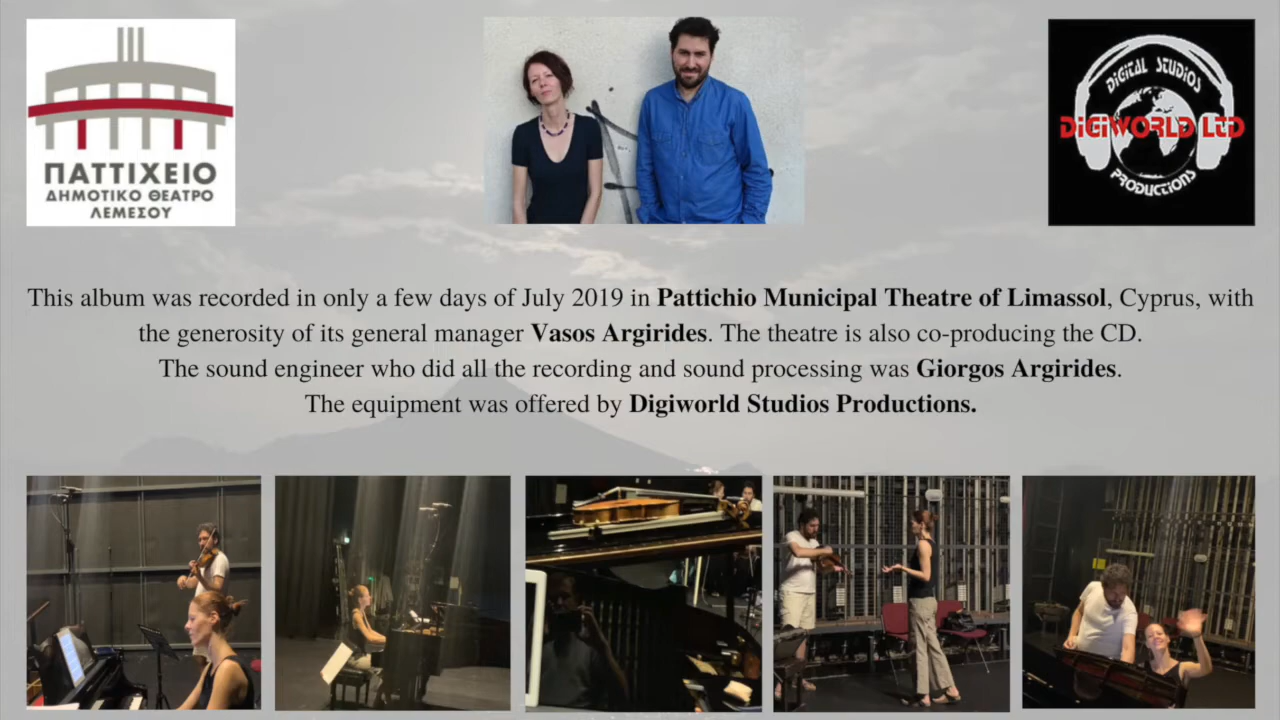 ΠΑΤΤΙΧΕΙΟ
ΔΗΜΟΤΙΚΟ ΘΕΑΤΡΟ
ΛΕΜΕΣΟΥ
DIGITAL STUDIOS
DIGIWORLD LTD
PRODUCTIONS
This album was recorded in only a few days of July 2019 in Pattichio Municipal Theatre of Limassol, Cyprus, with
the generosity of its general manager Vasos Argirides. The theatre is also co-producing the CD.
The sound engineer who did all the recording and sound processing was Giorgos Argirides.
The equipment was offered by Digiworld Studios Productions.